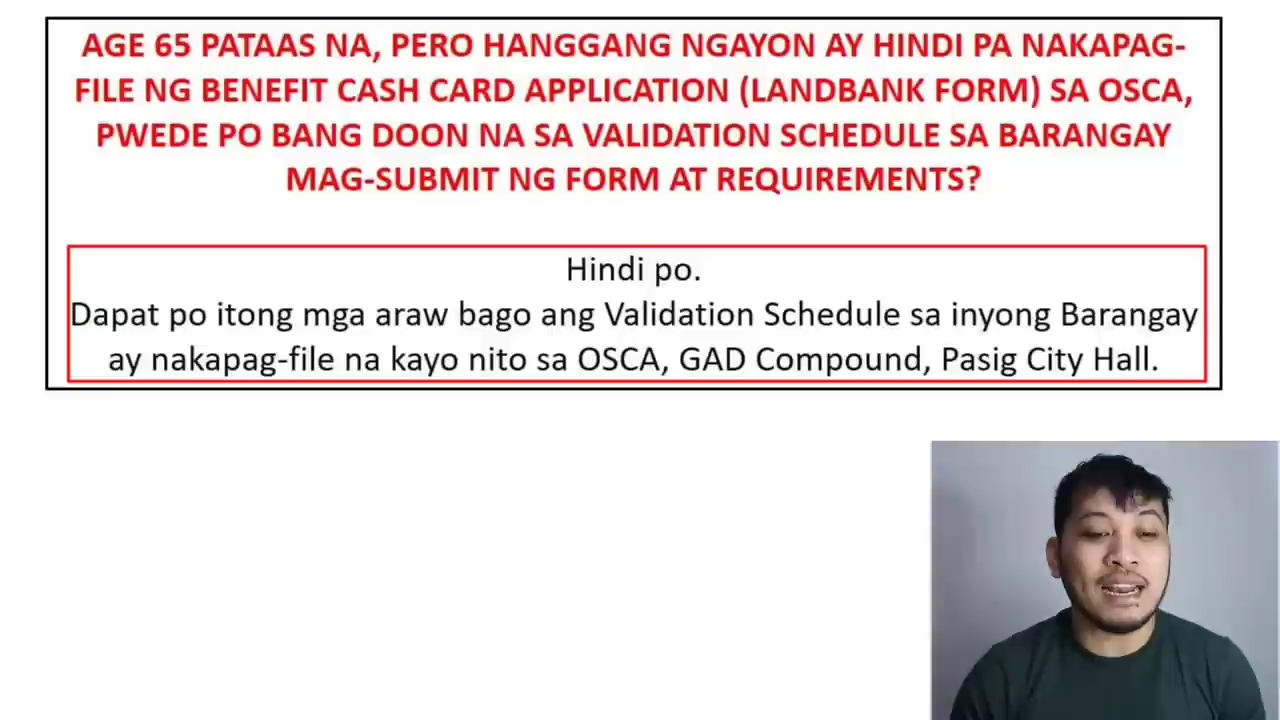 AGE 65 PATAAS NA, PERO HANGGANG NGAYON AY HINDI PA NAKAPAG-
FILE NG BENEFIT CASH CARD APPLICATION (LANDBANK FORM) SA OSCA,
PWEDE PO BANG DOON NA SA VALIDATION SCHEDULE SA BARANGAY
MAG-SUBMIT NG FORM AT REQUIREMENTS?
Hindi po.
Dapat po itong mga araw bago ang Validation Schedule sa inyong Barangay
ay nakapag-file na kayo nito sa OSCA, GAD Compound, Pasig City Hall.